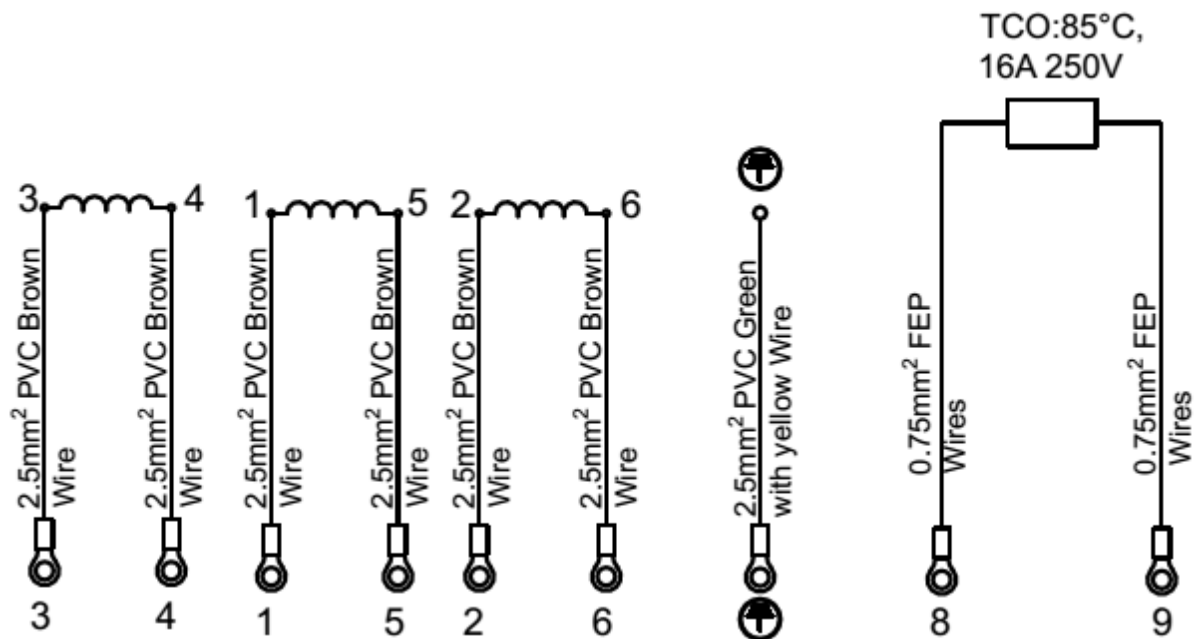 TCO:85°C,
16A 250V
3
4
1
5
2
6
2.5mm² PVC Brown
Wire
2.5mm² PVC Brown
Wire
2.5mm² PVC Brown
Wire
2.5mm² PVC Brown
Wire
2.5mm² PVC Brown
Wire
2.5mm² PVC Brown
Wire
2.5mm² PVC Green
with yellow Wire
0.75mm² FEP
Wires
0.75mm² FEP
Wires
3
4
1
5
2
6
8
9